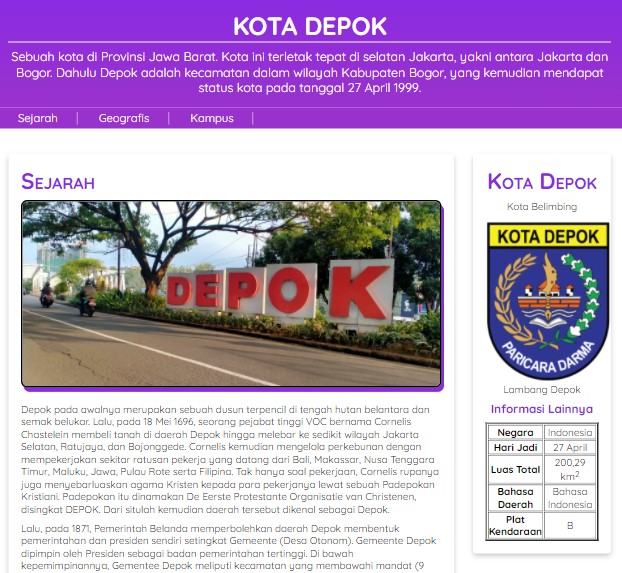 KOTA DEPOK
Sebuah kota di Provinsi Jawa Barat. Kota ini terletak tepat di selatan Jakarta, yakni antara Jakarta dan
Bogor. Dahulu Depok adalah kecamatan dalam wilayah Kabupaten Bogor, yang kemudian mendapat
status kota pada tanggal 27 April 1999.
Sejarah
Geografis
Kampus
Sejarah
DEPOK
Depok pada awalnya merupakan sebuah dusun terpencil di tengah hutan belantara dan
semak belukar. Lalu, pada 18 Mei 1696, seorang pejabat tinggi VOC bernama Cornelis
Chastelein membeli tanah di daerah Depok hingga melebar ke sedikit wilayah Jakarta
Selatan, Ratujaya, dan Bojonggede. Cornelis kemudian mengelola perkebunan dengan
mempekerjakan sekitar ratusan pekerja yang datang dari Bali, Makassar, Nusa Tenggara
Timur, Maluku, Jawa, Pulau Rote serta Filipina. Tak hanya soal pekerjaan, Cornelis rupanya
juga menyebarluaskan agama Kristen kepada para pekerjanya lewat sebuah Padepokan
Kristiani. Padepokan itu dinamakan De Eerste Protestante Organisatie van Christenen,
disingkat DEPOK. Dari situlah kemudian daerah tersebut dikenal sebagai Depok.
Lalu, pada 1871, Pemerintah Belanda memperbolehkan daerah Depok membentuk
pemerintahan dan presiden sendiri setingkat Gemeente (Desa Otonom). Gemeente Depok
dipimpin oleh Presiden sebagai badan pemerintahan tertinggi. Di bawah
kepemimpinannya, Gementee Depok meliputi kecamatan yang membawahi mandat (9
Kota Depok
Kota Belimbing
KOTA DEPOK
PARICARA DARMA
Lambang Depok
Informasi Lainnya
Negara Indonesia
Hari Jadi 27 April
Luas Total 200,29
km²
Bahasa Bahasa
Daerah Indonesia
Plat
Kendaraan B